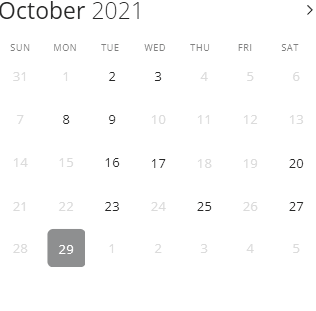 October 2021
SUN MON TUE WED THU FRI SAT
31 1 2 3 4 5 6
7 8 9 10 11 12 13
14 15 16 17 18 19 20
21 22 23 24 25 26 27
28 29 1 2 3 4 5